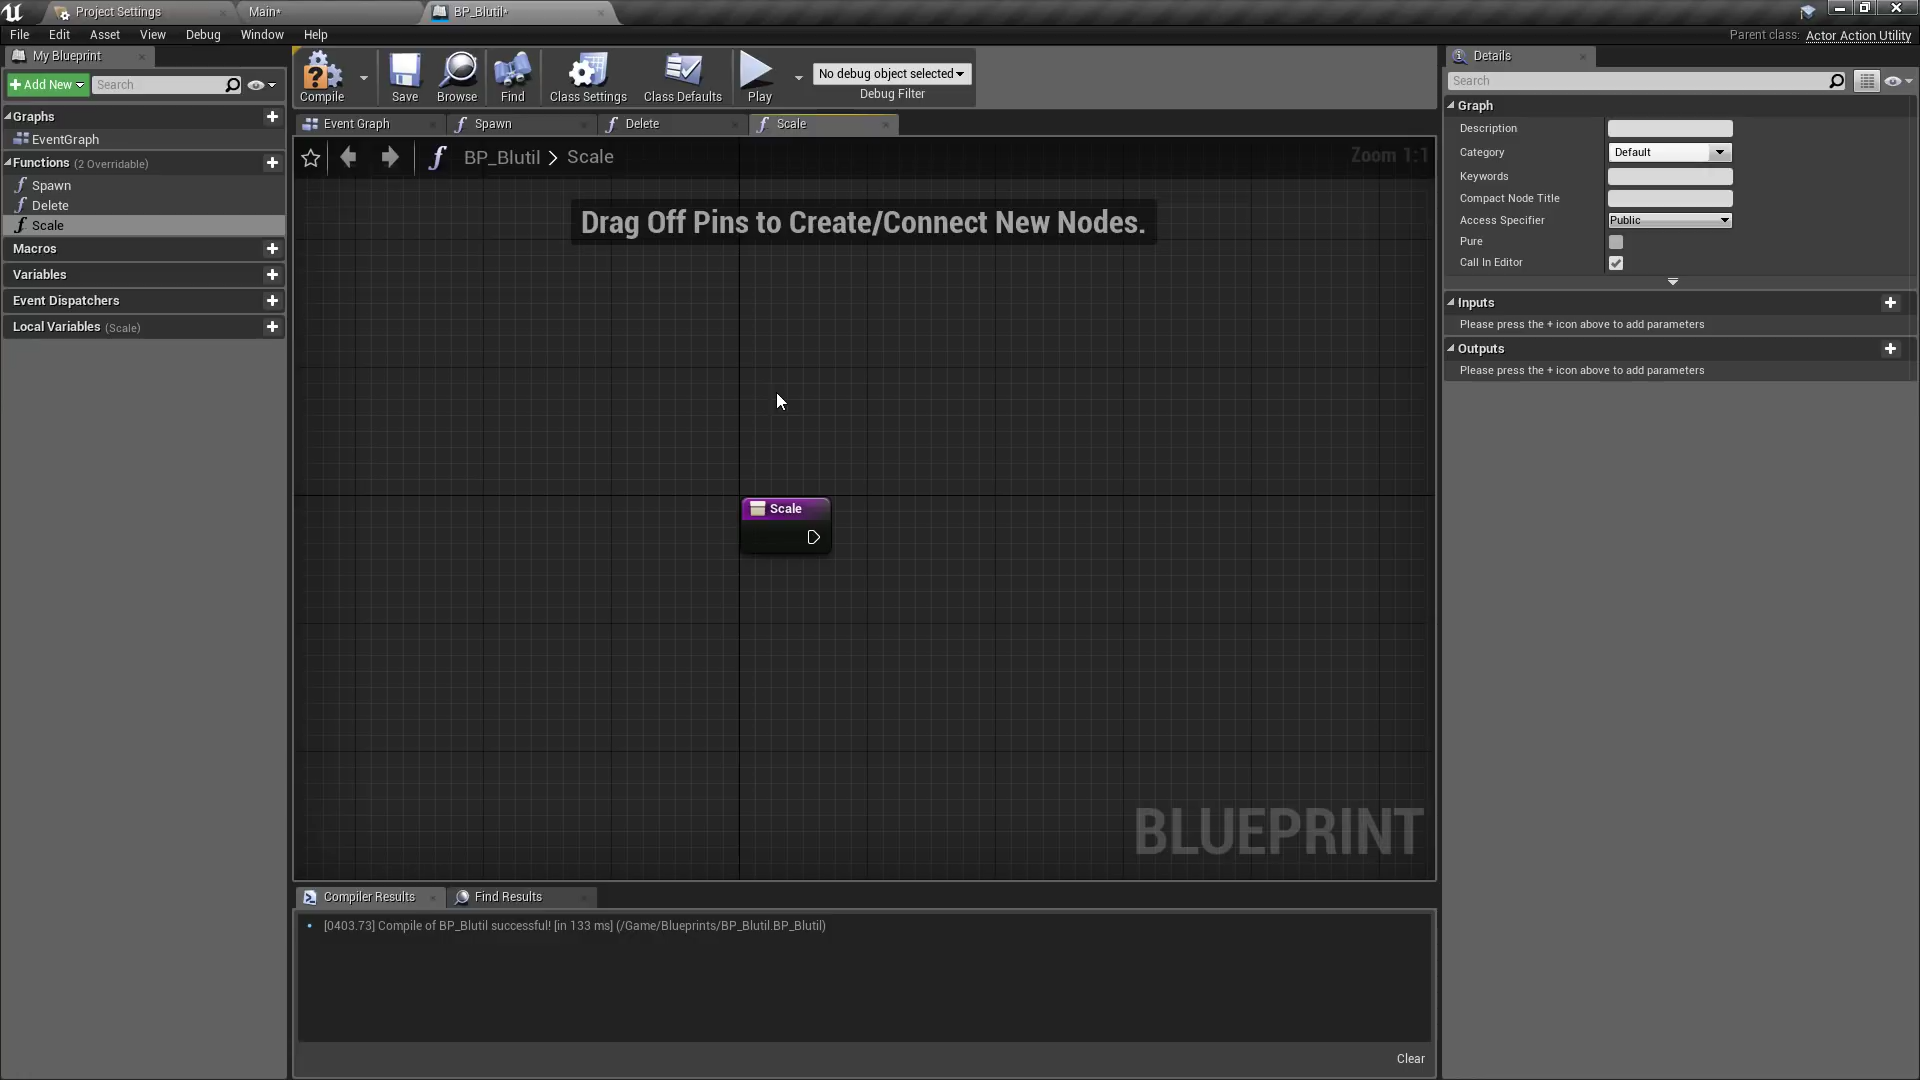 Project Settings
Main*
BP_Blutil*
File Edit Asset View Debug Window Help
Parent class: Actor Action Utility
My Blueprint
Add New
Search
Graphs
EventGraph
Functions (2 Overridable)
Spawn
Delete
Scale
Macros
Variables
Event Dispatchers
Local Variables (Scale)
Compile
Save
Browse
Find
Class Settings
Class Defaults
Play
No debug object selected
Debug Filter
Event Graph
Spawn
Delete
Scale
BP_Blutil > Scale
Zoom 1:1
Drag Off Pins to Create/Connect New Nodes.
Scale
BLUEPRINT
Compiler Results
Find Results
[0403.73] Compile of BP_Blutil successful! [in 133 ms] (/Game/Blueprints/BP_Blutil.BP_Blutil)
Clear
Details
Search
Graph
Description
Category Default
Keywords
Compact Node Title
Access Specifier Public
Pure
Call In Editor
Inputs
Please press the + icon above to add parameters
Outputs
Please press the + icon above to add parameters